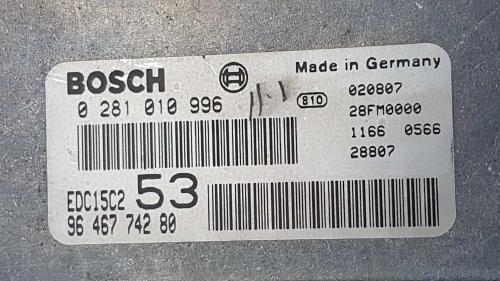 BOSCH
Made in Germany
0 281 010 996
810
020807
28FM0000
1166 0566
28807
EDC15C2 53
96 467 742 80